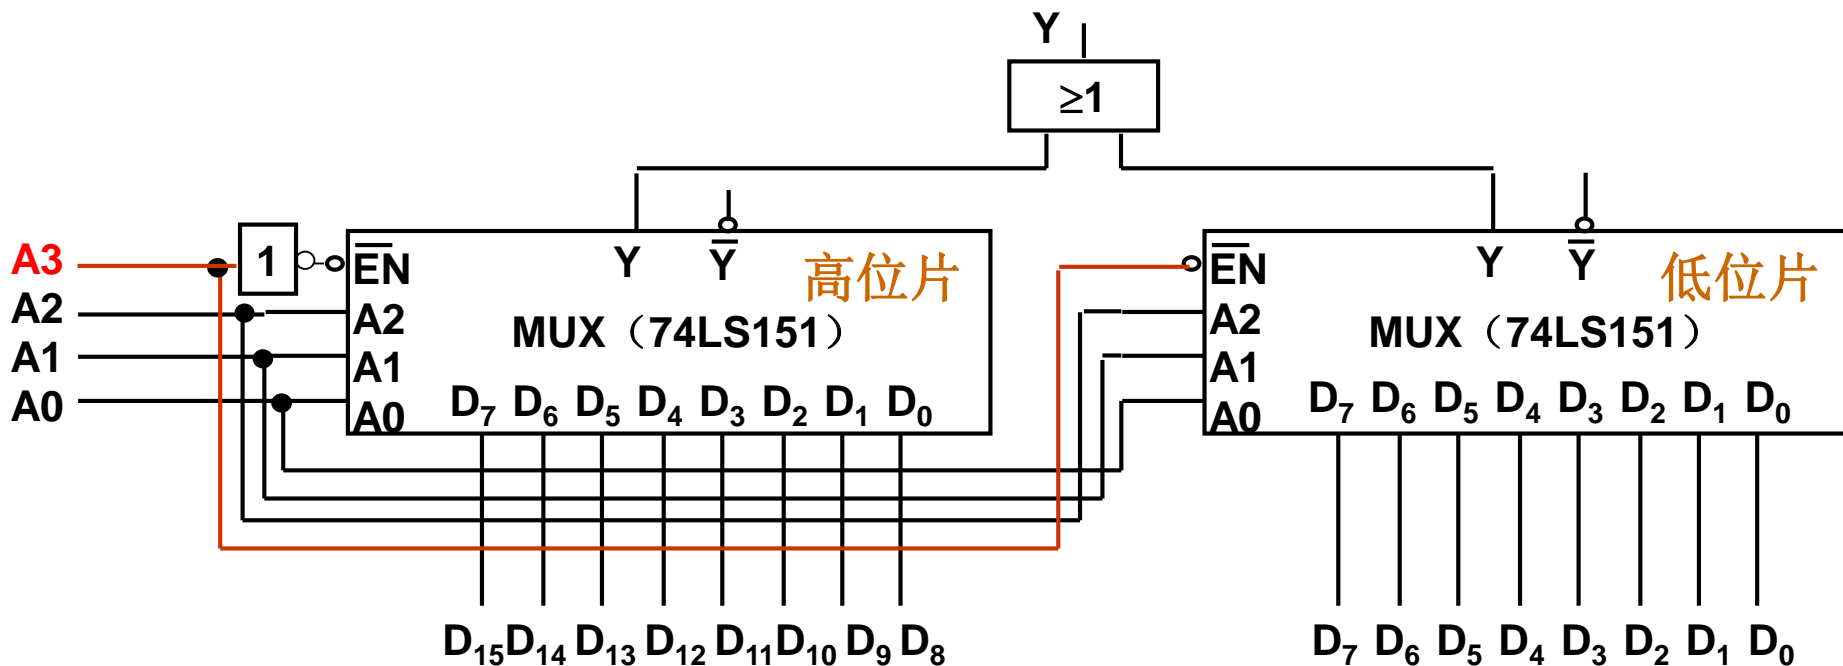 Y
≥1
A3
A2
A1
A0
1
EN̅ Y Y̅ 高位片
A2
MUX（74LS151）
A1
A0
D₇ D₆ D₅ D₄ D₃ D₂ D₁ D₀
D₁₅ D₁₄ D₁₃ D₁₂ D₁₁ D₁₀ D₉ D₈
EN̅ Y Y̅ 低位片
A2
MUX（74LS151）
A1
A0
D₇ D₆ D₅ D₄ D₃ D₂ D₁ D₀
D₇ D₆ D₅ D₄ D₃ D₂ D₁ D₀